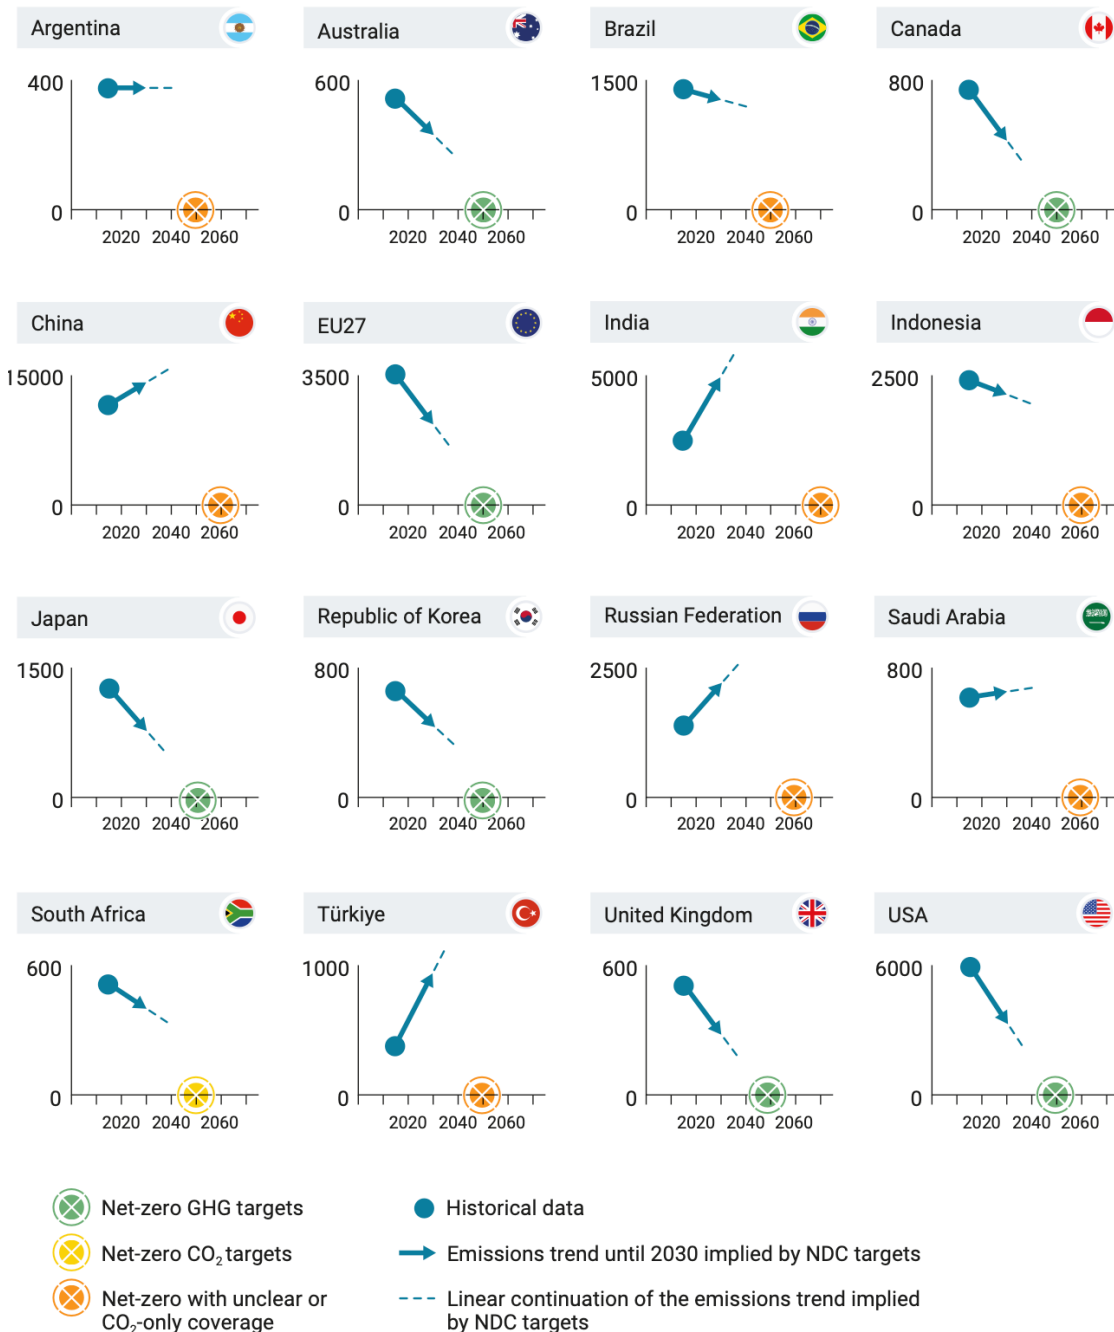 Argentina
Australia
Brazil
Canada
400
600
1500
800
0
0
0
0
2020 2040 2060
2020 2040 2060
2020 2040 2060
2020 2040 2060
China
EU27
India
Indonesia
15000
3500
5000
2500
0
0
0
0
2020 2040 2060
2020 2040 2060
2020 2040 2060
2020 2040 2060
Japan
Republic of Korea
Russian Federation
Saudi Arabia
1500
800
2500
800
0
0
0
0
2020 2040 2060
2020 2040 2060
2020 2040 2060
2020 2040 2060
South Africa
Türkiye
United Kingdom
USA
600
1000
600
6000
0
0
0
0
2020 2040 2060
2020 2040 2060
2020 2040 2060
2020 2040 2060
Net-zero GHG targets
Net-zero CO₂ targets
Net-zero with unclear or
CO₂-only coverage
Historical data
Emissions trend until 2030 implied by NDC targets
Linear continuation of the emissions trend implied
by NDC targets